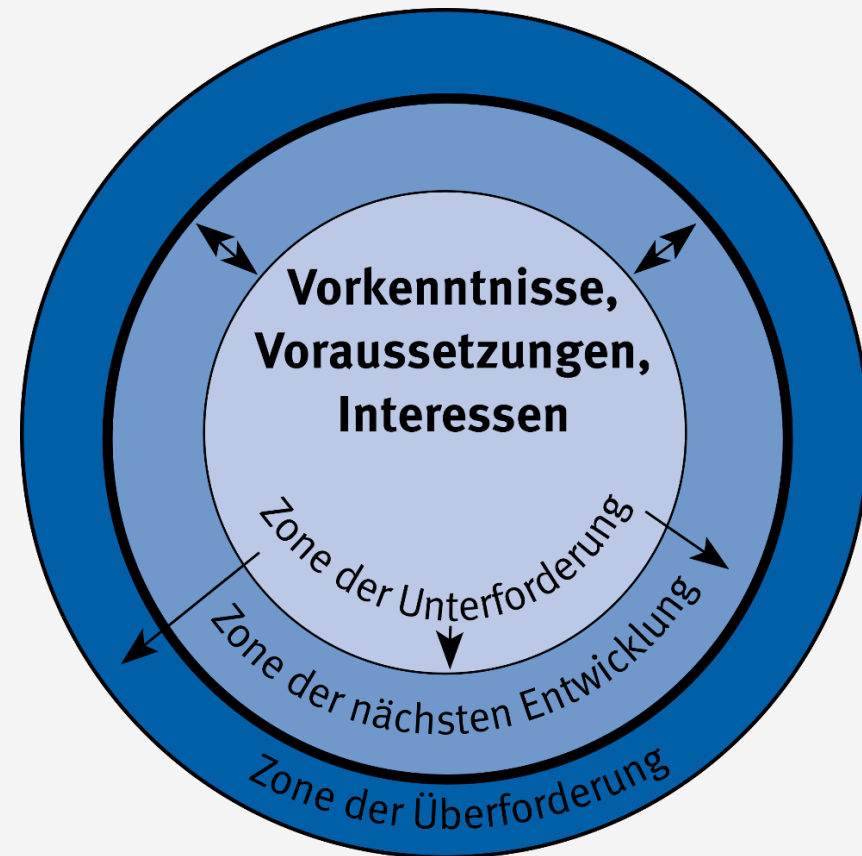 Vorkenntnisse,
Voraussetzungen,
Interessen
Zone der Unterforderung
Zone der nächsten Entwicklung
Zone der Überforderung